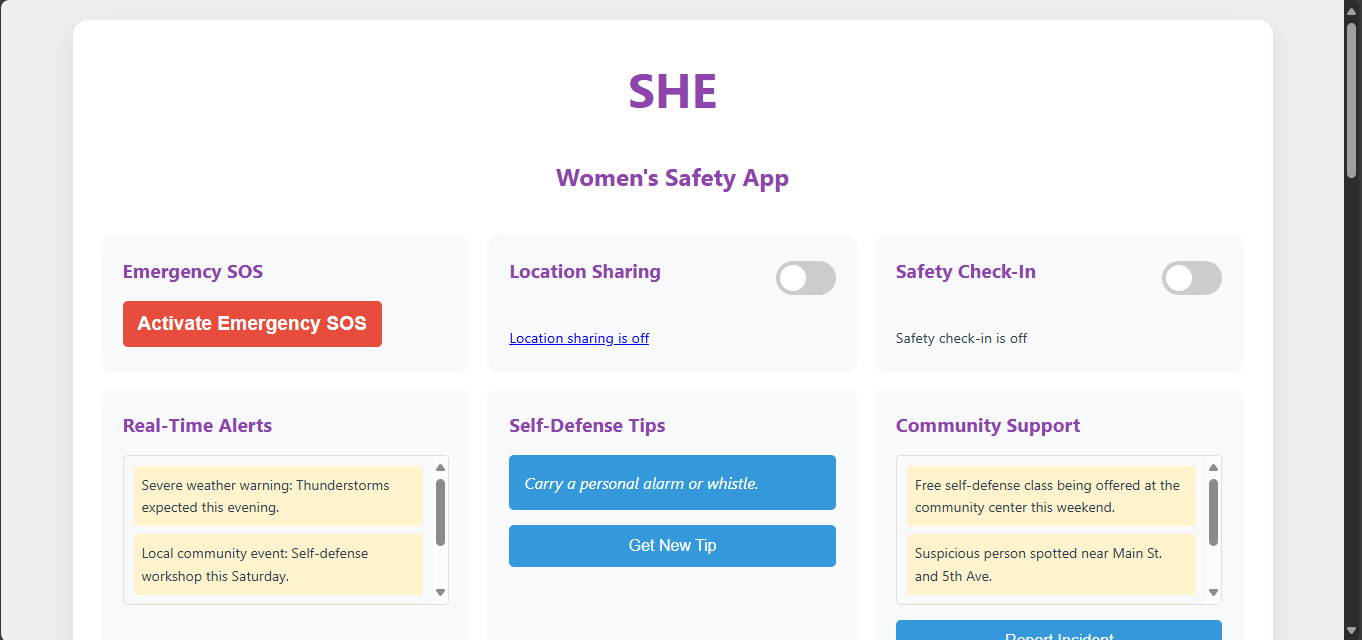 SHE
Women's Safety App
Emergency SOS
Activate Emergency SOS
Location Sharing
Location sharing is off
Safety Check-In
Safety check-in is off
Real-Time Alerts
Severe weather warning: Thunderstorms
expected this evening.
Local community event: Self-defense
workshop this Saturday.
Self-Defense Tips
Carry a personal alarm or whistle.
Get New Tip
Community Support
Free self-defense class being offered at the
community center this weekend.
Suspicious person spotted near Main St.
and 5th Ave.
Report Incident